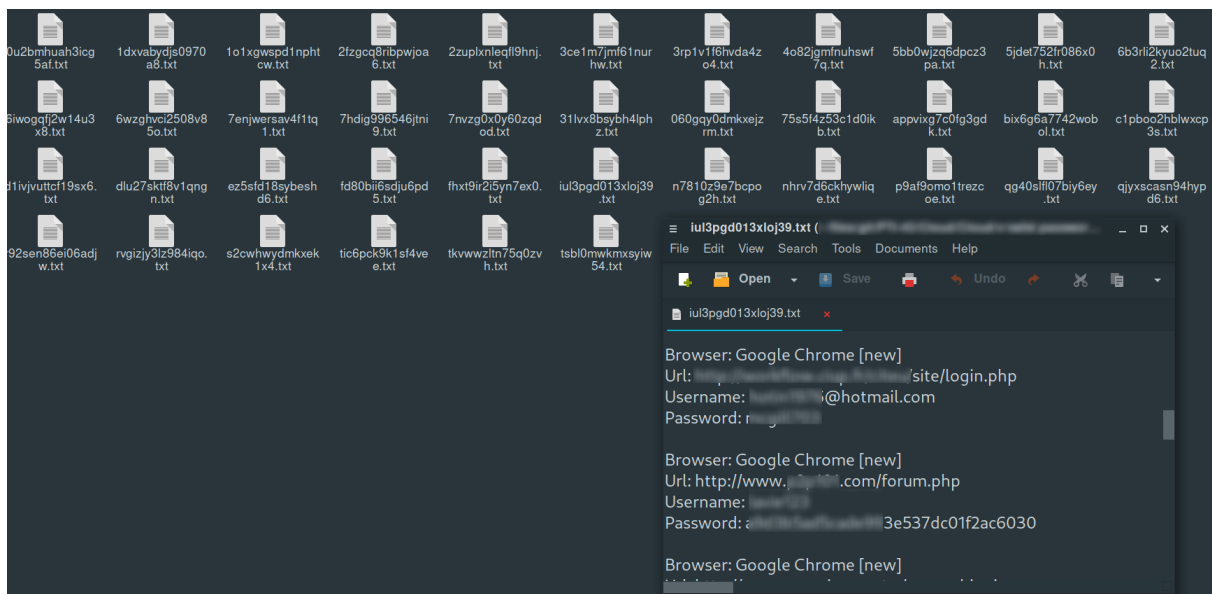 0u2bmhuah3icg 1dxvabydjs0970 1o1xgwspd1npht 2fzgcq8ribpwjoa 2zuplxnleqfl9hnj. 3ce1m7jmf61nur 3rp1v1f6hvda4z 4o82jgmfnuhswf 5bb0wjzq6dpcz3 5jdet752fr086x0 6b3rli2kyuo2tuq
5af.txt a8.txt cw.txt 6.txt txt hw.txt o4.txt 7q.txt pa.txt h.txt 2.txt
6iwogqfj2w14u3 6wzghvci2508v8 7enjwersav4f1tq 7hdig996546jtni 7nvzg0x0y60zqd 31lvx8bsybh4lph 060gqy0dmkxejz 75s5f4z53c1d0ik appvixg7c0fg3gd bix6g6a7742wob c1pboo2hblwxcp
x8.txt 5o.txt 1.txt 9.txt od.txt z.txt rm.txt b.txt k.txt ol.txt 3s.txt
d1ivjvuttcf19sx6. dlu27sktf8v1qng ez5sfd18sybesh fd80bii6sdju6pd fhxt9ir2i5yn7ex0. iul3pgd013xloj39 n7810z9e7bcpo nhrv7d6ckhywliq p9af9omo1trezc qg40slfl07biy6ey qjyxscasn94hyp
txt n.txt d6.txt 5.txt txt .txt g2h.txt e.txt oe.txt .txt d6.txt
92sen86ei06adj rvgizjy3lz984iqo. s2cwhwydmkxek tic6pck9k1sf4ve tkvwwzltn75q0zv tsbl0mwkmxsyiw
w.txt txt 1x4.txt e.txt h.txt 54.txt
iul3pgd013xloj39.txt (
File Edit View Search Tools Documents Help
Open Save Undo
iul3pgd013xloj39.txt
Browser: Google Chrome [new]
Url: /site/login.php
Username: 6@hotmail.com
Password:
Browser: Google Chrome [new]
Url: http://www. .com/forum.php
Username:
Password: 3e537dc01f2ac6030
Browser: Google Chrome [new]